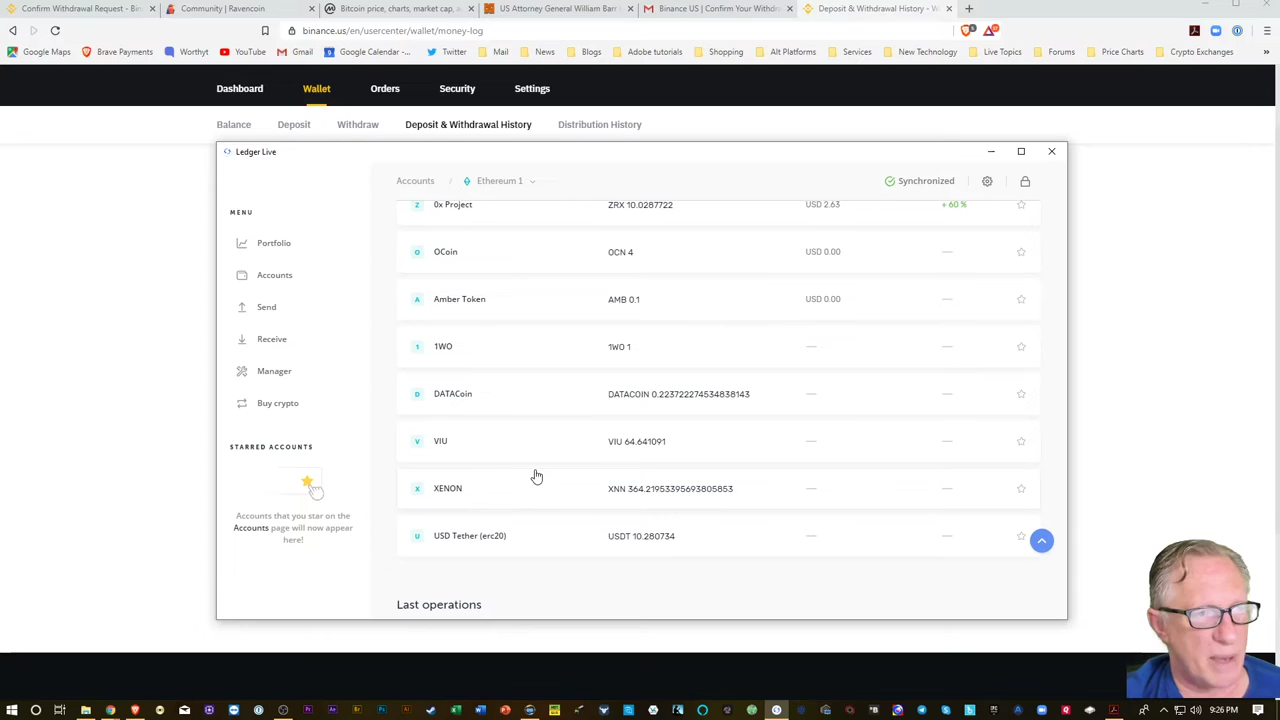 Confirm Withdrawal Request - Bin
Community | Ravencoin
Bitcoin price, charts, market cap, a
US Attorney General William Barr
Binance US | Confirm Your Withdr
Deposit & Withdrawal History - W
binance.us/en/usercenter/wallet/money-log
Google Maps
Brave Payments
Worthyt
YouTube
Gmail
Google Calendar -...
Twitter
Mail
News
Blogs
Adobe tutorials
Shopping
Alt Platforms
Services
New Technology
Live Topics
Forums
Price Charts
Crypto Exchanges
Dashboard
Wallet
Orders
Security
Settings
Balance
Deposit
Withdraw
Deposit & Withdrawal History
Distribution History
Ledger Live
Accounts / Ethereum 1
Synchronized
MENU
Portfolio
Accounts
Send
Receive
Manager
Buy crypto
STARRED ACCOUNTS
Accounts that you star on the
Accounts page will now appear
here!
Z 0x Project ZRX 10.0287722 USD 2.63 + 60 %
O OCoin OCN 4 USD 0.00 —
A Amber Token AMB 0.1 USD 0.00 —
1 1WO 1WO 1 — —
D DATACoin DATACOIN 0.223722274534838143 — —
V VIU VIU 64.641091 — —
X XENON XNN 364.21953395693805853 — —
U USD Tether (erc20) USDT 10.280734 — —
Last operations
9:26 PM